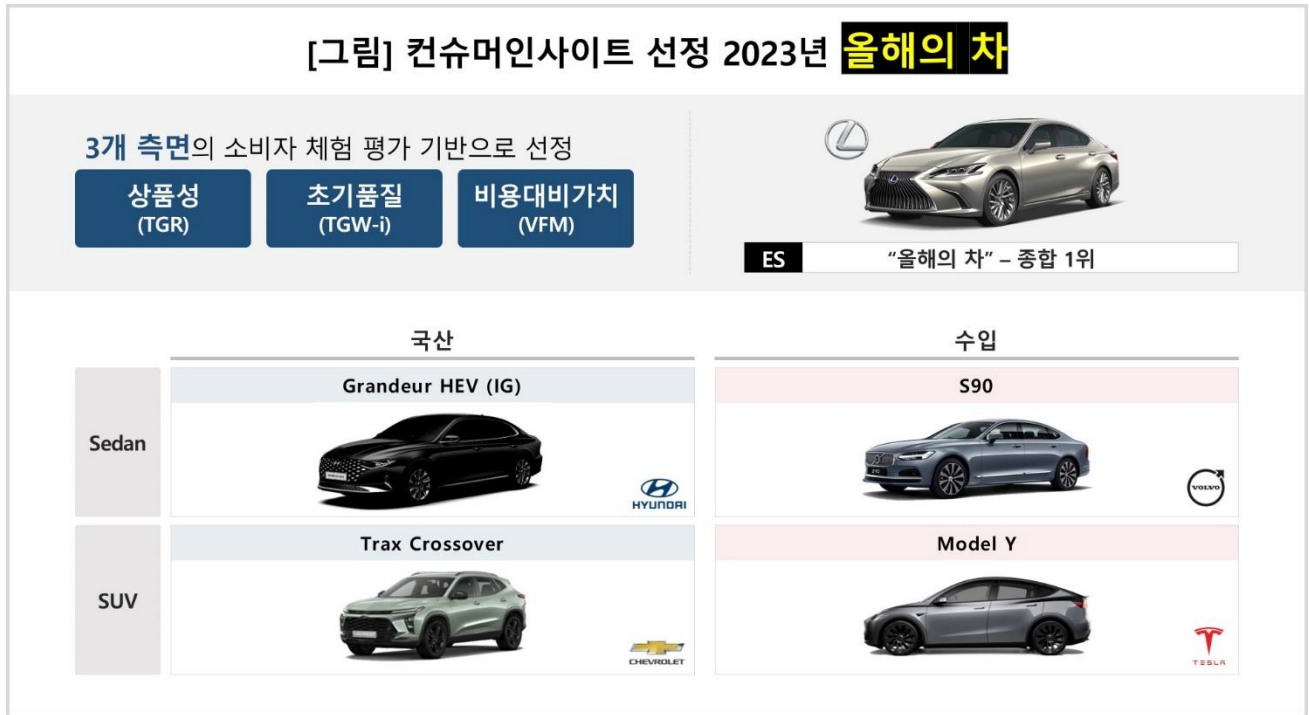 [그림] 컨슈머인사이트 선정 2023년 올해의 차
3개 측면의 소비자 체험 평가 기반으로 선정
상품성
(TGR)
초기품질
(TGW-i)
비용대비가치
(VFM)
ES
“올해의 차” – 종합 1위
국산
수입
Sedan
Grandeur HEV (IG)
HYUNDAI
S90
VOLVO
SUV
Trax Crossover
CHEVROLET
Model Y
TESLA